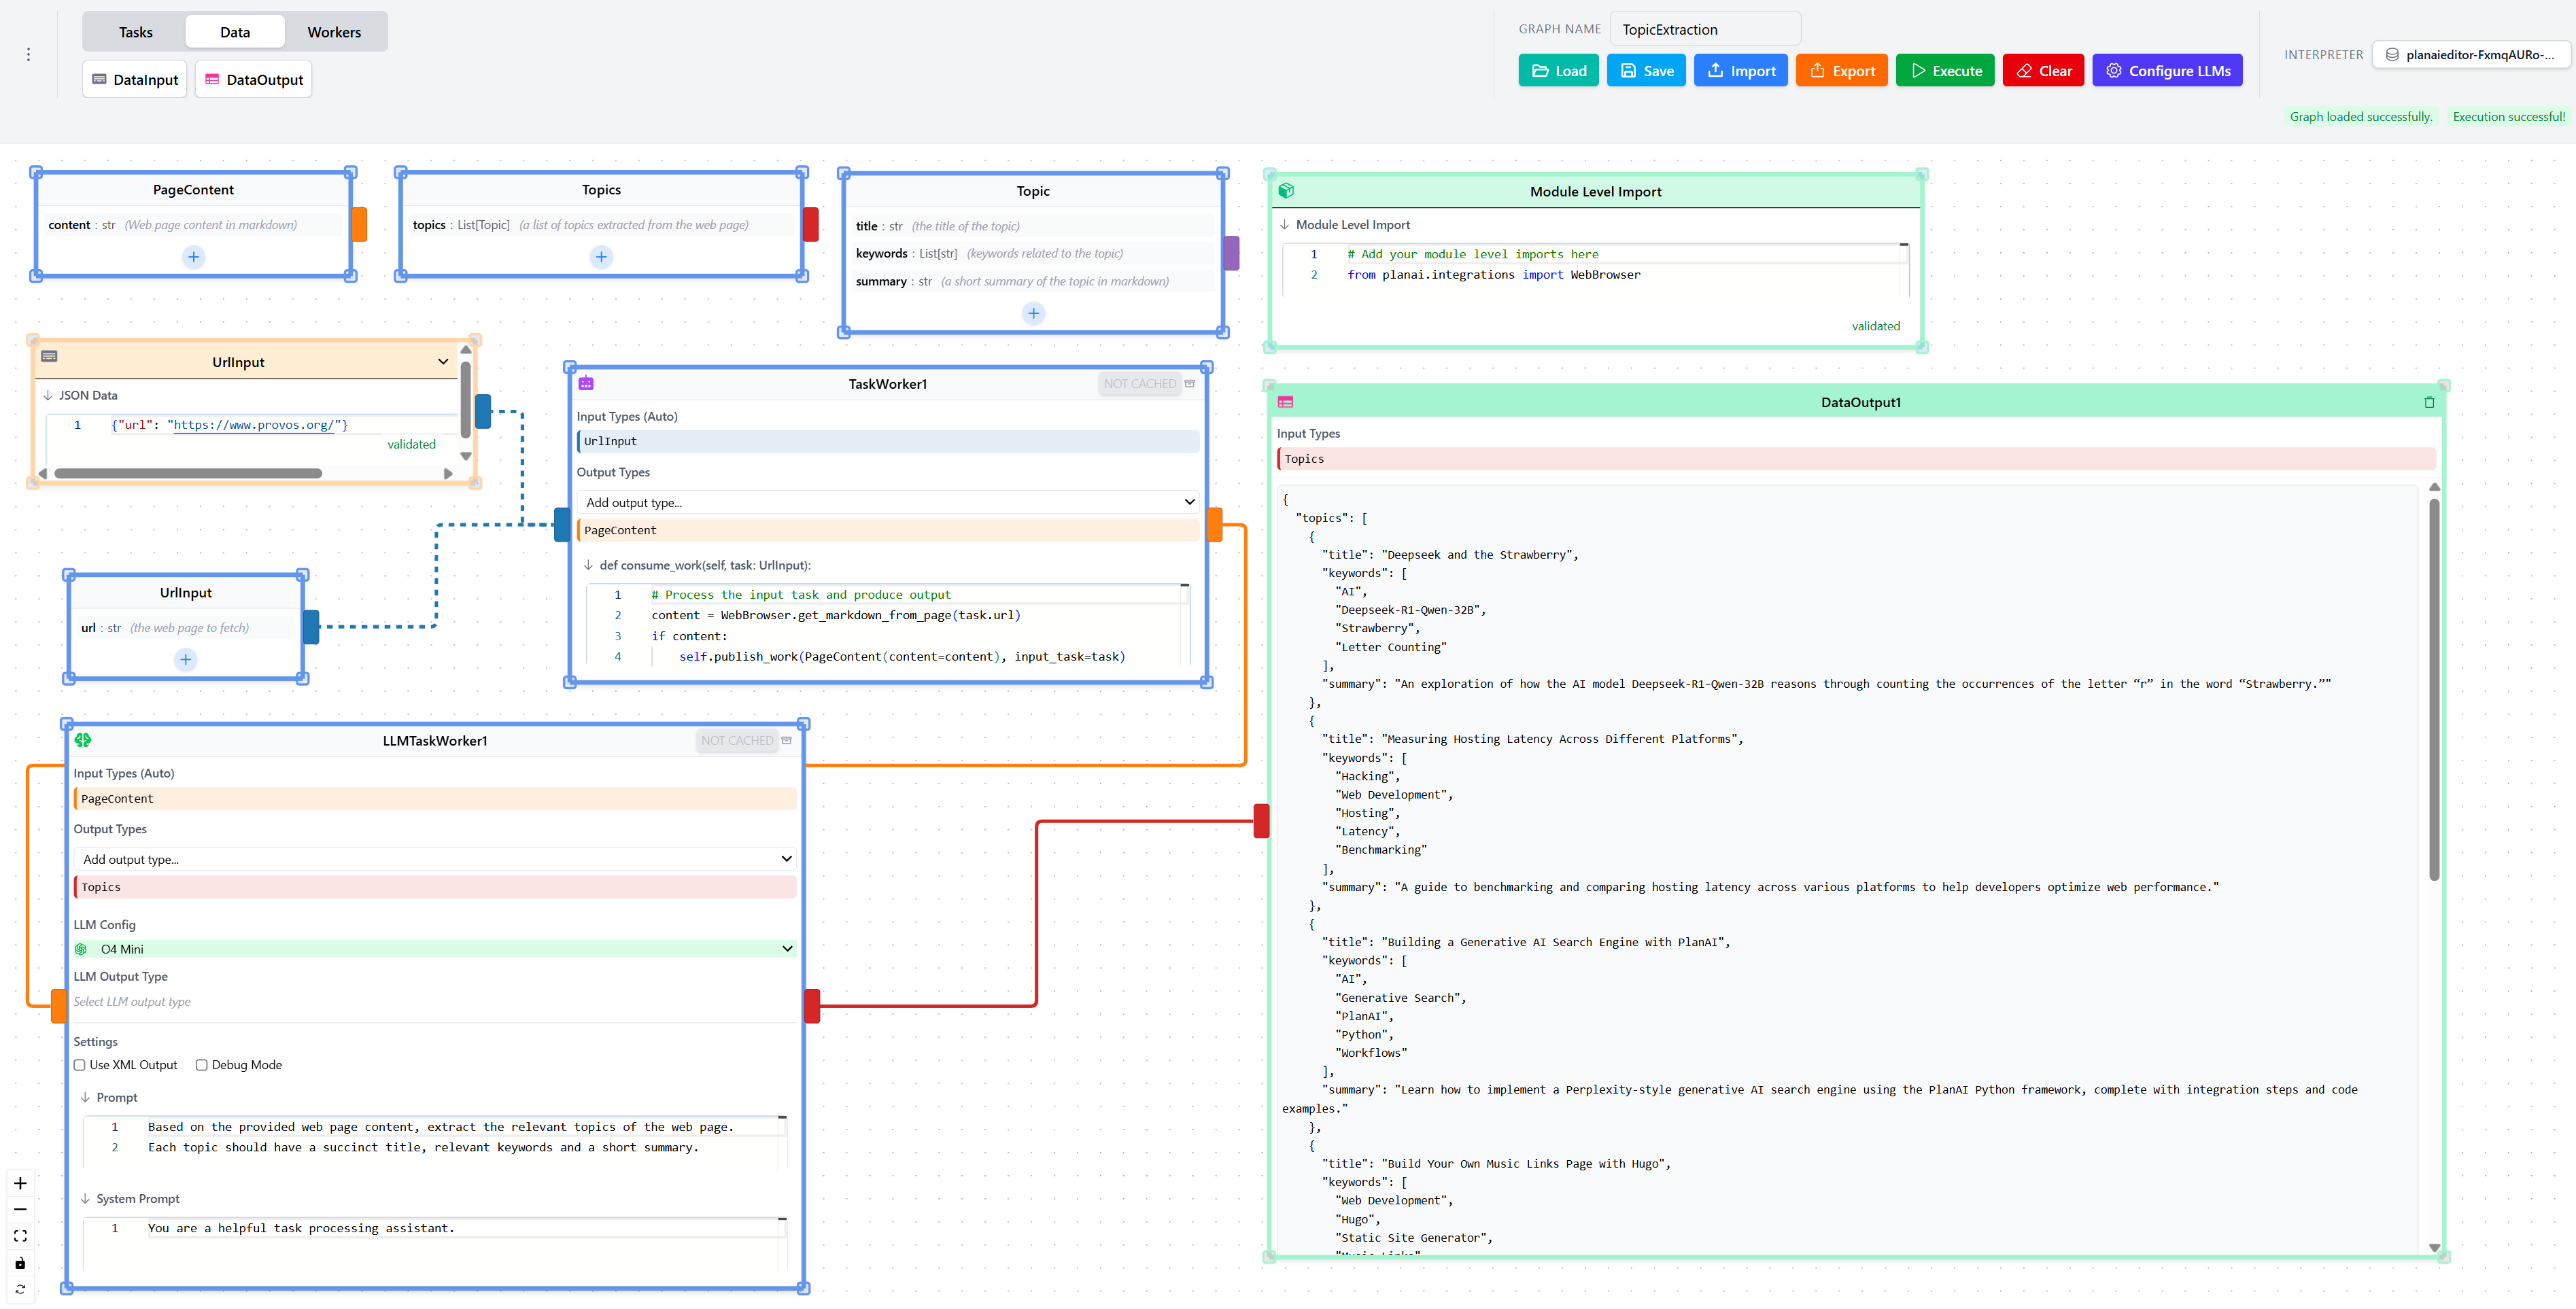 Tasks
Data
Workers
DataInput
DataOutput
GRAPH NAME
TopicExtraction
Load
Save
Import
Export
Execute
Clear
Configure LLMs
INTERPRETER
planaieditor-FxmqAURo-...
Graph loaded successfully.
Execution successful!
PageContent
content : str (Web page content in markdown)
Topics
topics : List[Topic] (a list of topics extracted from the web page)
Topic
title : str (the title of the topic)
keywords : List[str] (keywords related to the topic)
summary : str (a short summary of the topic in markdown)
Module Level Import
Module Level Import
1 # Add your module level imports here
2 from planai.integrations import WebBrowser
validated
UrlInput
JSON Data
1 {"url": "https://www.provos.org/"}
validated
UrlInput
url : str (the web page to fetch)
TaskWorker1
NOT CACHED
Input Types (Auto)
UrlInput
Output Types
Add output type...
PageContent
def consume_work(self, task: UrlInput):
1 # Process the input task and produce output
2 content = WebBrowser.get_markdown_from_page(task.url)
3 if content:
4 self.publish_work(PageContent(content=content), input_task=task)
LLMTaskWorker1
NOT CACHED
Input Types (Auto)
PageContent
Output Types
Add output type...
Topics
LLM Config
O4 Mini
LLM Output Type
Select LLM output type
Settings
Use XML Output
Debug Mode
Prompt
1 Based on the provided web page content, extract the relevant topics of the web page.
2 Each topic should have a succinct title, relevant keywords and a short summary.
System Prompt
1 You are a helpful task processing assistant.
DataOutput1
Input Types
Topics
{
"topics": [
{
"title": "Deepseek and the Strawberry",
"keywords": [
"AI",
"Deepseek-R1-Qwen-32B",
"Strawberry",
"Letter Counting"
],
"summary": "An exploration of how the AI model Deepseek-R1-Qwen-32B reasons through counting the occurrences of the letter “r” in the word “Strawberry.”"
},
{
"title": "Measuring Hosting Latency Across Different Platforms",
"keywords": [
"Hacking",
"Web Development",
"Hosting",
"Latency",
"Benchmarking"
],
"summary": "A guide to benchmarking and comparing hosting latency across various platforms to help developers optimize web performance."
},
{
"title": "Building a Generative AI Search Engine with PlanAI",
"keywords": [
"AI",
"Generative Search",
"PlanAI",
"Python",
"Workflows"
],
"summary": "Learn how to implement a Perplexity-style generative AI search engine using the PlanAI Python framework, complete with integration steps and code
examples."
},
{
"title": "Build Your Own Music Links Page with Hugo",
"keywords": [
"Web Development",
"Hugo",
"Static Site Generator",
"Music Links"